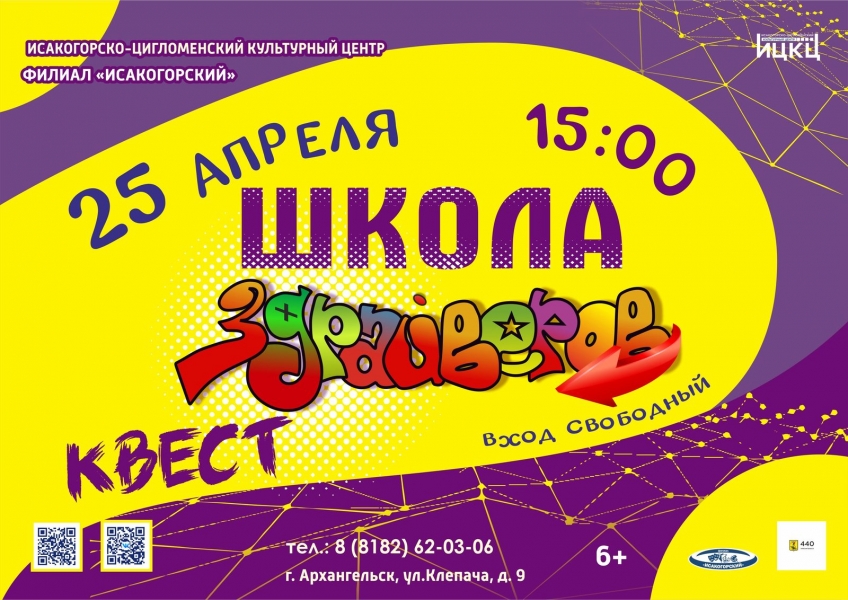 ИСАКОГОРСКО-ЦИГЛОМЕНСКИЙ КУЛЬТУРНЫЙ ЦЕНТР
ФИЛИАЛ «ИСАКОГОРСКИЙ»
ИЦКЦ
25 АПРЕЛЯ
15:00
ШКОЛА
Здрайверов
КВЕСТ
ВХОД СВОБОДНЫЙ
тел.: 8 (8182) 62-03-06
г. Архангельск, ул.Клепача, д. 9
6+
«ИСАКОГОРСКИЙ»
440